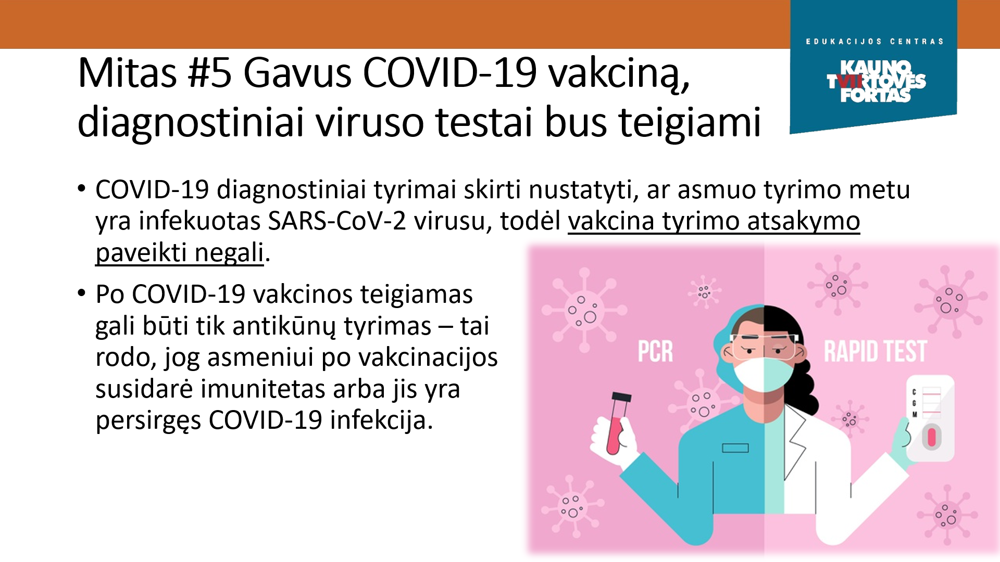 EDUKACIJOS CENTRAS
KAUNO
TVIIRTOVĖS
FORTAS
Mitas #5 Gavus COVID-19 vakciną,
diagnostiniai viruso testai bus teigiami
• COVID-19 diagnostiniai tyrimai skirti nustatyti, ar asmuo tyrimo metu
yra infekuotas SARS-CoV-2 virusu, todėl vakcina tyrimo atsakymo
paveikti negali.
• Po COVID-19 vakcinos teigiamas
gali būti tik antikūnų tyrimas – tai
rodo, jog asmeniui po vakcinacijos
susidarė imunitetas arba jis yra
persirgęs COVID-19 infekcija.
PCR
RAPID TEST
C
G
M